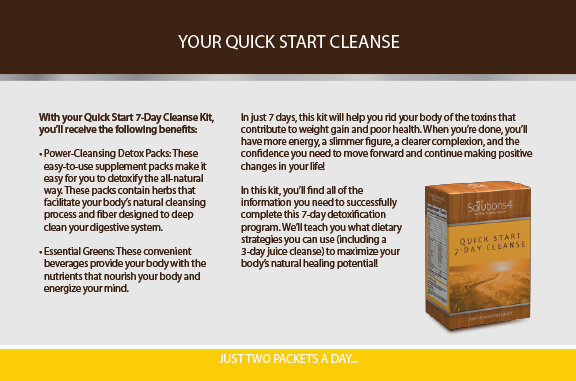 YOUR QUICK START CLEANSE
With your Quick Start 7-Day Cleanse Kit,
you'll receive the following benefits:
• Power-Cleansing Detox Packs: These
easy-to-use supplement packs make it
easy for you to detoxify the all-natural
way. These packs contain herbs that
facilitate your body's natural cleansing
process and fiber designed to deep
clean your digestive system.
• Essential Greens: These convenient
beverages provide your body with the
nutrients that nourish your body and
energize your mind.
In just 7 days, this kit will help you rid your body of the toxins that
contribute to weight gain and poor health. When you're done, you'll
have more energy, a slimmer figure, a clearer complexion, and the
confidence you need to move forward and continue making positive
changes in your life!
In this kit, you'll find all of the
information you need to successfully
complete this 7-day detoxification
program. We'll teach you what dietary
strategies you can use (including a
3-day juice cleanse) to maximize your
body's natural healing potential!
Solutions4
QUICK START
7-DAY CLEANSE
JUST TWO PACKETS A DAY...